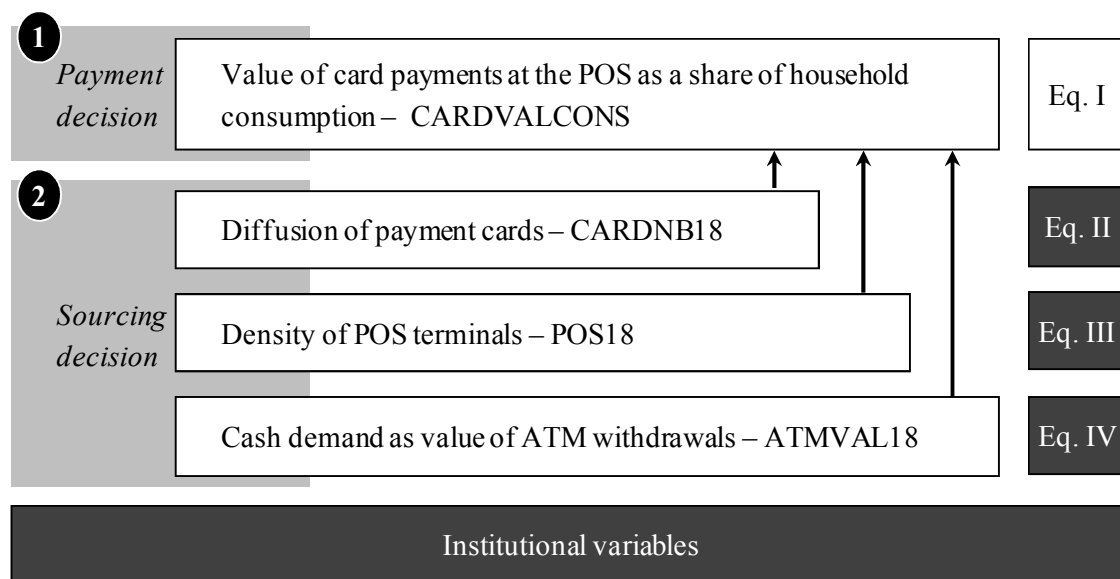 1
Payment
decision
Value of card payments at the POS as a share of household
consumption – CARDVALCONS
Eq. I
2
Sourcing
decision
Diffusion of payment cards – CARDNB18
Eq. II
Density of POS terminals – POS18
Eq. III
Cash demand as value of ATM withdrawals – ATMVAL18
Eq. IV
Institutional variables